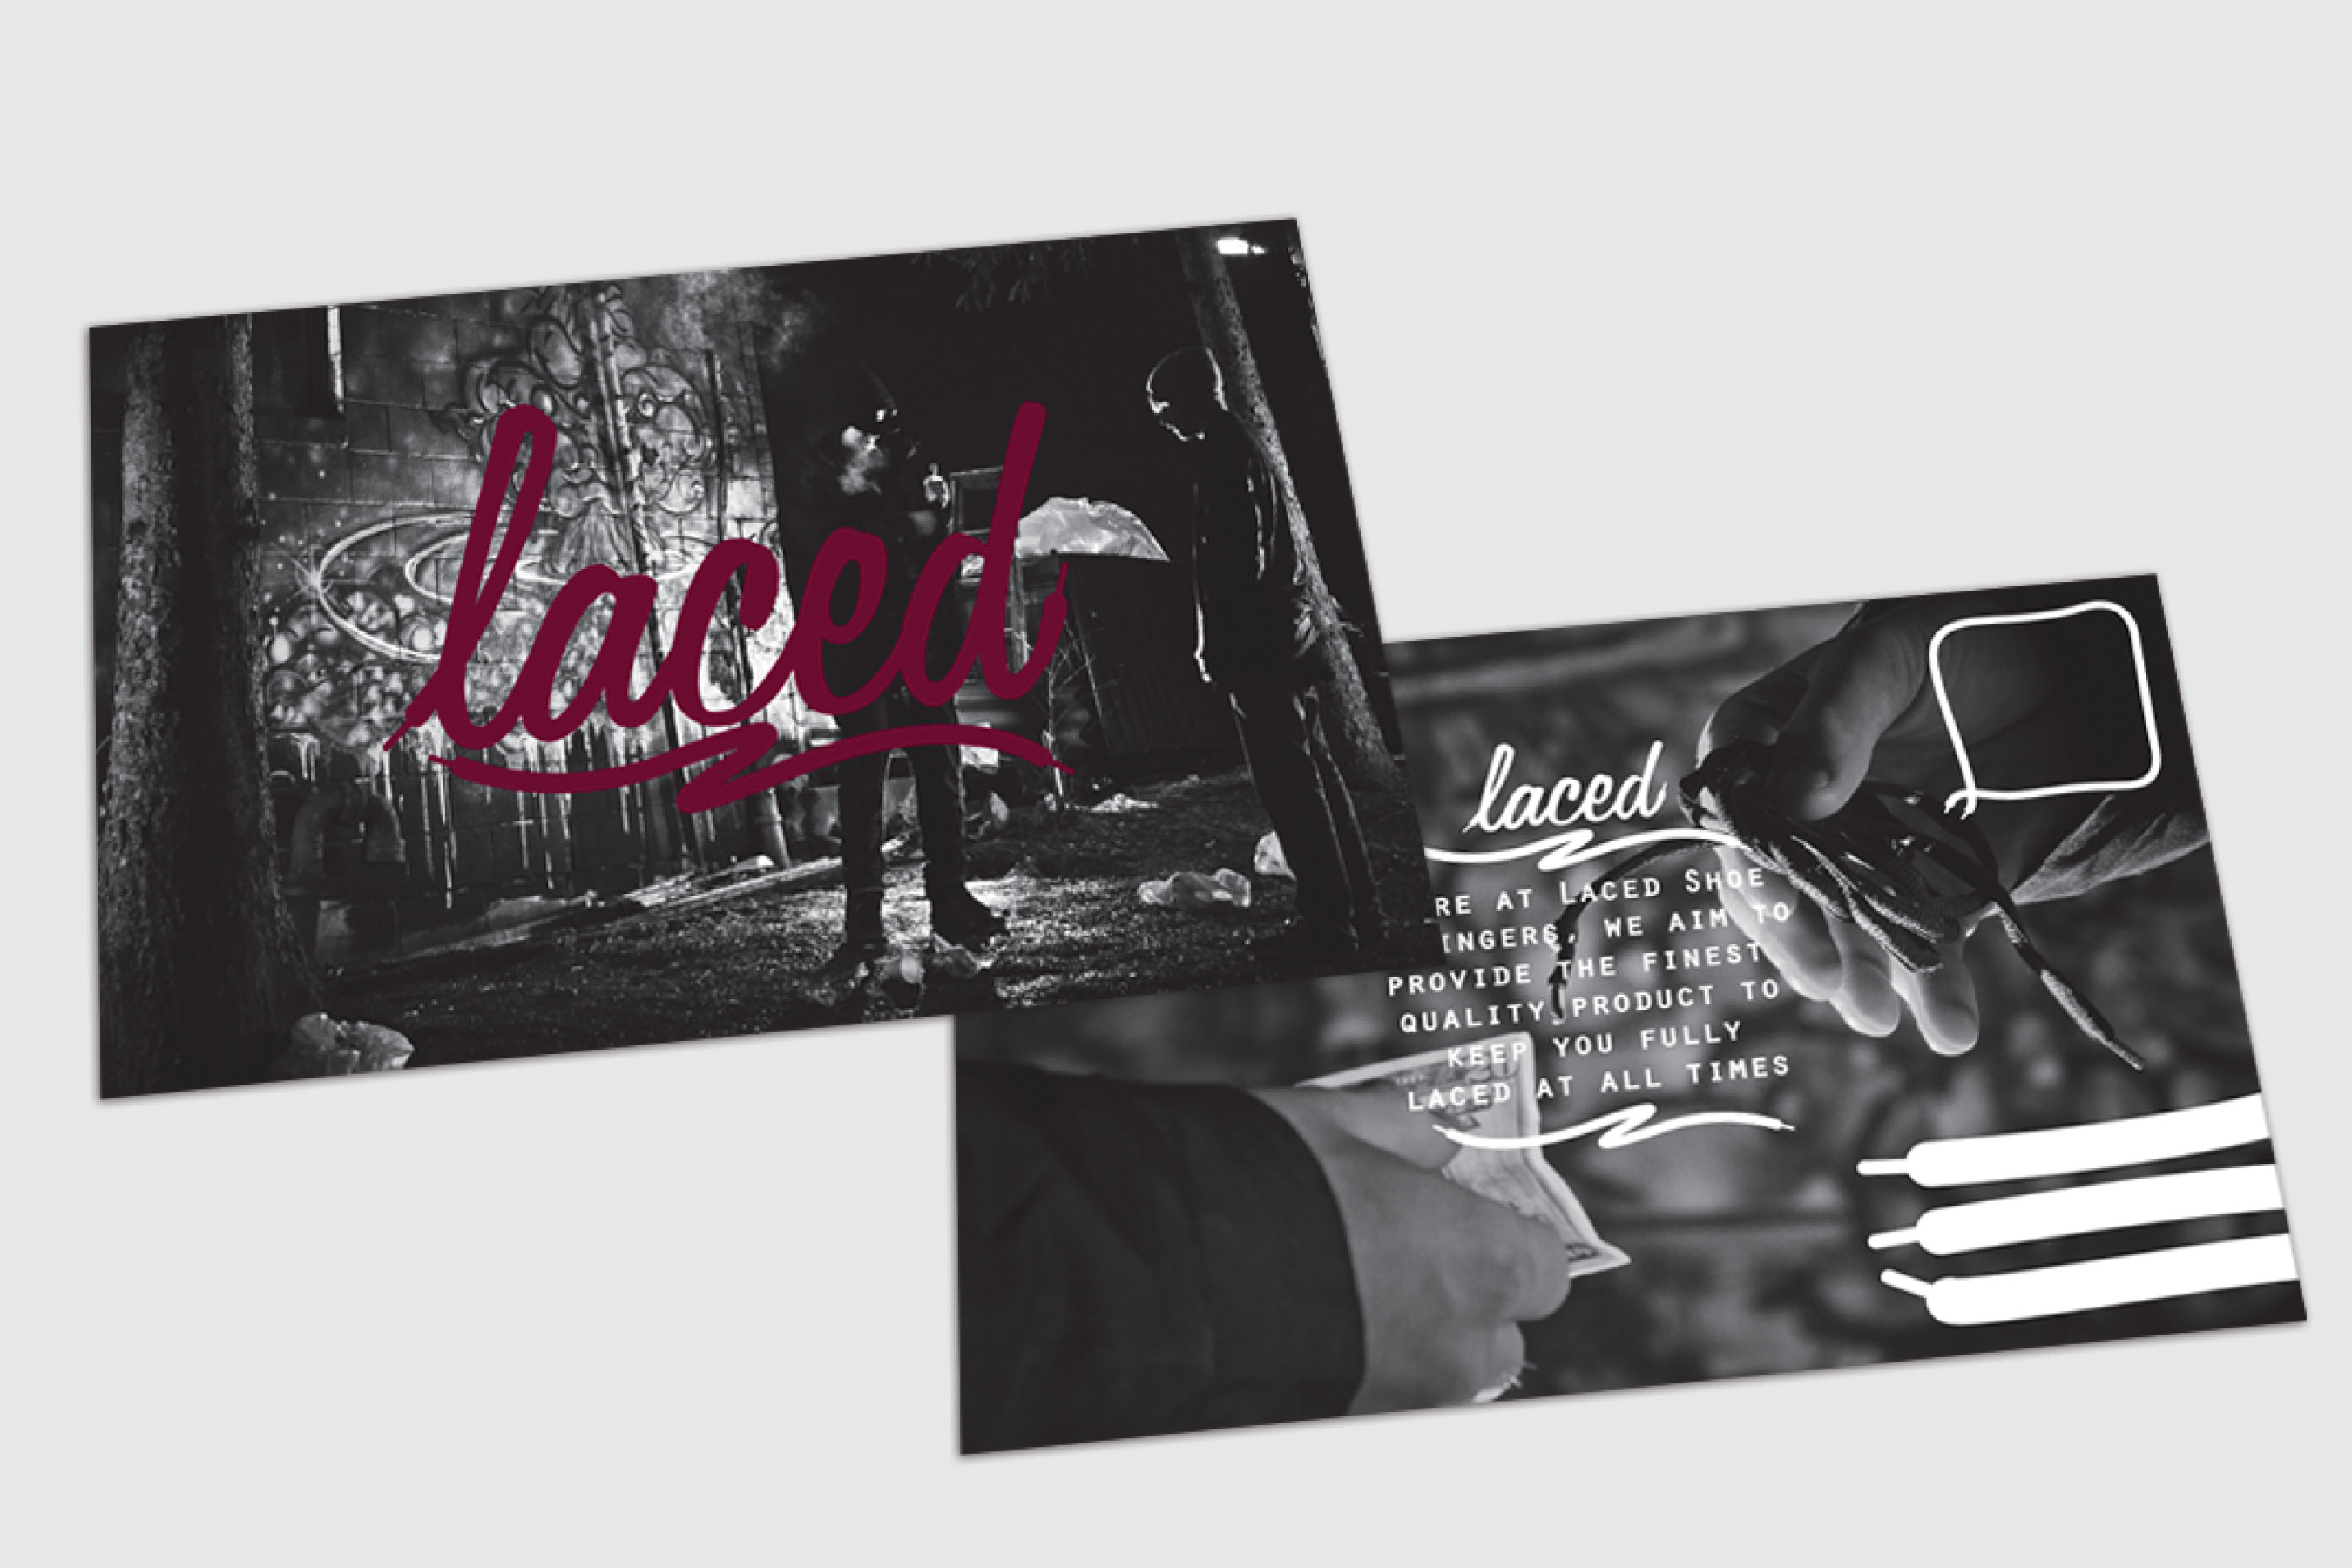 laced
laced
RE AT LACED SHOE
INGERS, WE AIM TO
PROVIDE THE FINEST
QUALITY PRODUCT TO
KEEP YOU FULLY
LACED AT ALL TIMES